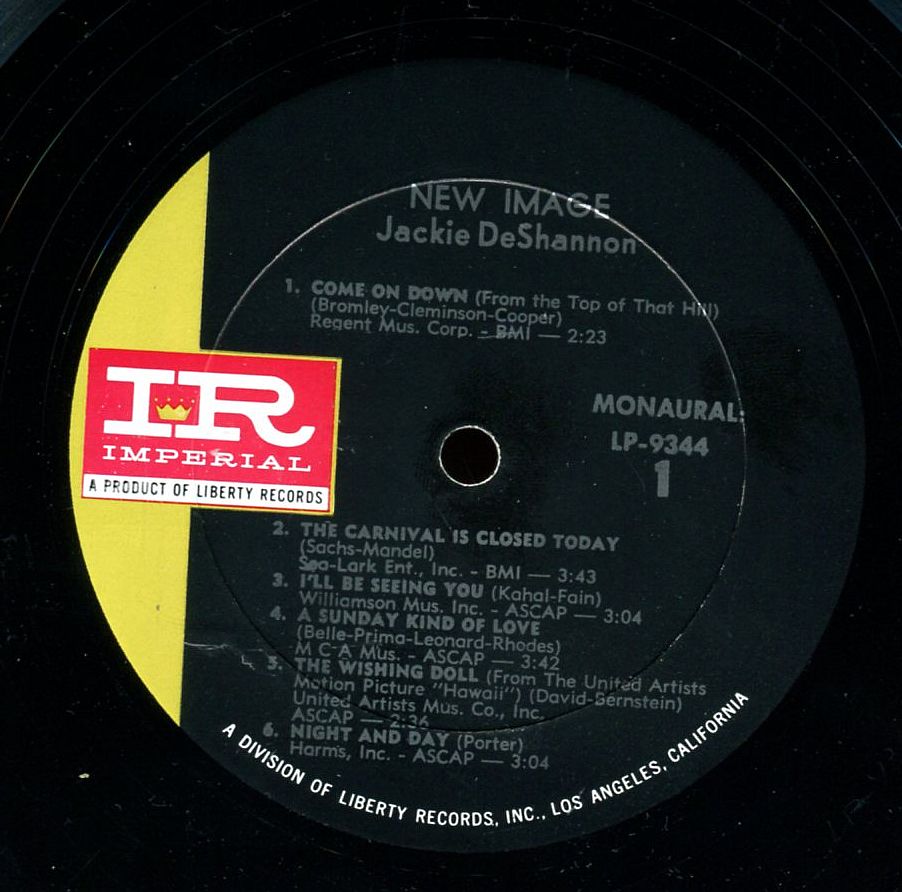 NEW IMAGE
Jackie DeShannon
1. COME ON DOWN (From the Top of That Hill)
(Bromley-Cleminson-Cooper)
Regent Mus. Corp. - BMI — 2:23
IR
IMPERIAL
A PRODUCT OF LIBERTY RECORDS
MONAURAL:
LP-9344
1
2. THE CARNIVAL IS CLOSED TODAY
(Sachs-Mandel)
Sea-Lark Ent., Inc. - BMI — 3:43
3. I'LL BE SEEING YOU (Kahal-Fain)
Williamson Mus. Inc. - ASCAP — 3:04
4. A SUNDAY KIND OF LOVE
(Belle-Prima-Leonard-Rhodes)
M C A Mus. - ASCAP — 3:42
5. THE WISHING DOLL (From The United Artists
Motion Picture "Hawaii") (David-Bernstein)
United Artists Mus. Co., Inc.
ASCAP — 2:36
6. NIGHT AND DAY (Porter)
Harms, Inc. - ASCAP — 3:04
A DIVISION OF LIBERTY RECORDS, INC., LOS ANGELES, CALIFORNIA